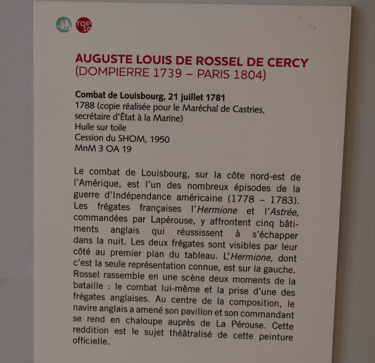 TOP
10
AUGUSTE LOUIS DE ROSSEL DE CERCY
(DOMPIERRE 1739 – PARIS 1804)
Combat de Louisbourg, 21 juillet 1781
1788 (copie réalisée pour le Maréchal de Castries,
secrétaire d'État à la Marine)
Huile sur toile
Cession du SHOM, 1950
MnM 3 OA 19
Le combat de Louisbourg, sur la côte nord-est de
l'Amérique, est l'un des nombreux épisodes de la
guerre d'Indépendance américaine (1778 – 1783).
Les frégates françaises l'Hermione et l'Astrée,
commandées par Lapérouse, y affrontent cinq bâti-
ments anglais qui réussissent à s'échapper
dans la nuit. Les deux frégates sont visibles par leur
côté au premier plan du tableau. L'Hermione, dont
c'est la seule représentation connue, est sur la gauche.
Rossel rassemble en une scène deux moments de la
bataille : le combat lui-même et la prise d'une des
frégates anglaises. Au centre de la composition, le
navire anglais a amené son pavillon et son commandant
se rend en chaloupe auprès de La Pérouse. Cette
reddition est le sujet théâtralisé de cette peinture
officielle.